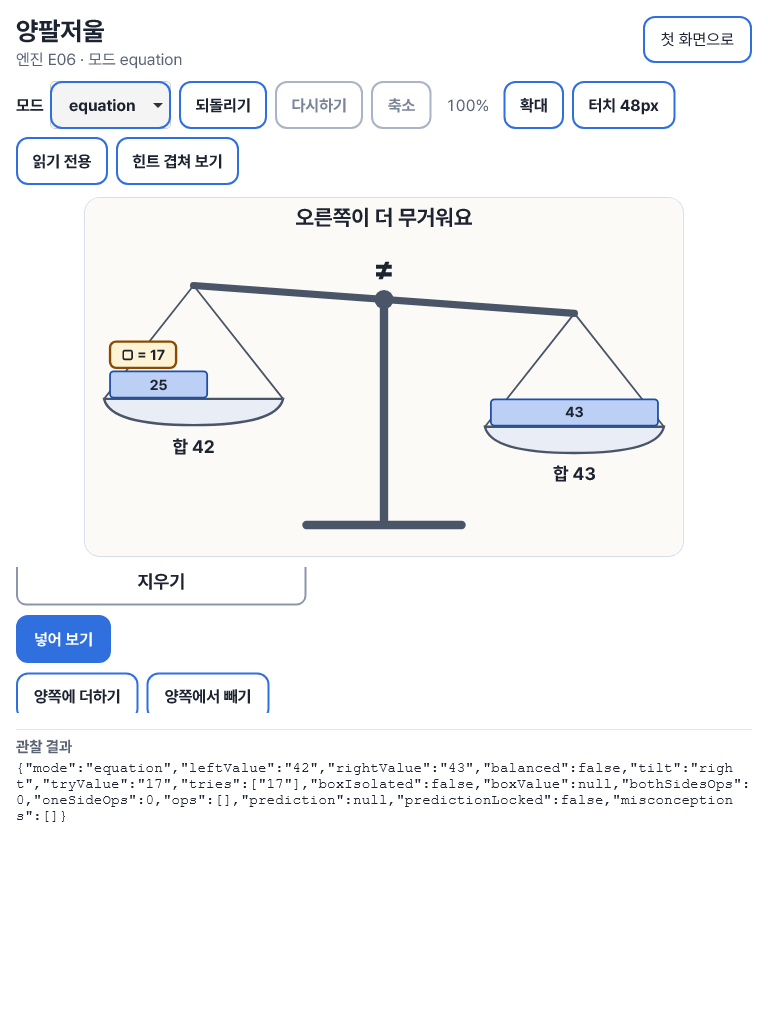 양팔저울
엔진 E06 · 모드 equation
첫 화면으로
모드 equation 되돌리기 다시하기 축소 100% 확대 터치 48px
읽기 전용 힌트 겹쳐 보기
오른쪽이 더 무거워요
≠
▢ = 17
25
43
합 42
합 43
지우기
넣어 보기
양쪽에 더하기 양쪽에서 빼기
관찰 결과
{"mode":"equation","leftValue":"42","rightValue":"43","balanced":false,"tilt":"righ
t","tryValue":"17","tries":["17"],"boxIsolated":false,"boxValue":null,"bothSidesOps":
0,"oneSideOps":0,"ops":[],"prediction":null,"predictionLocked":false,"misconception
s":[]}